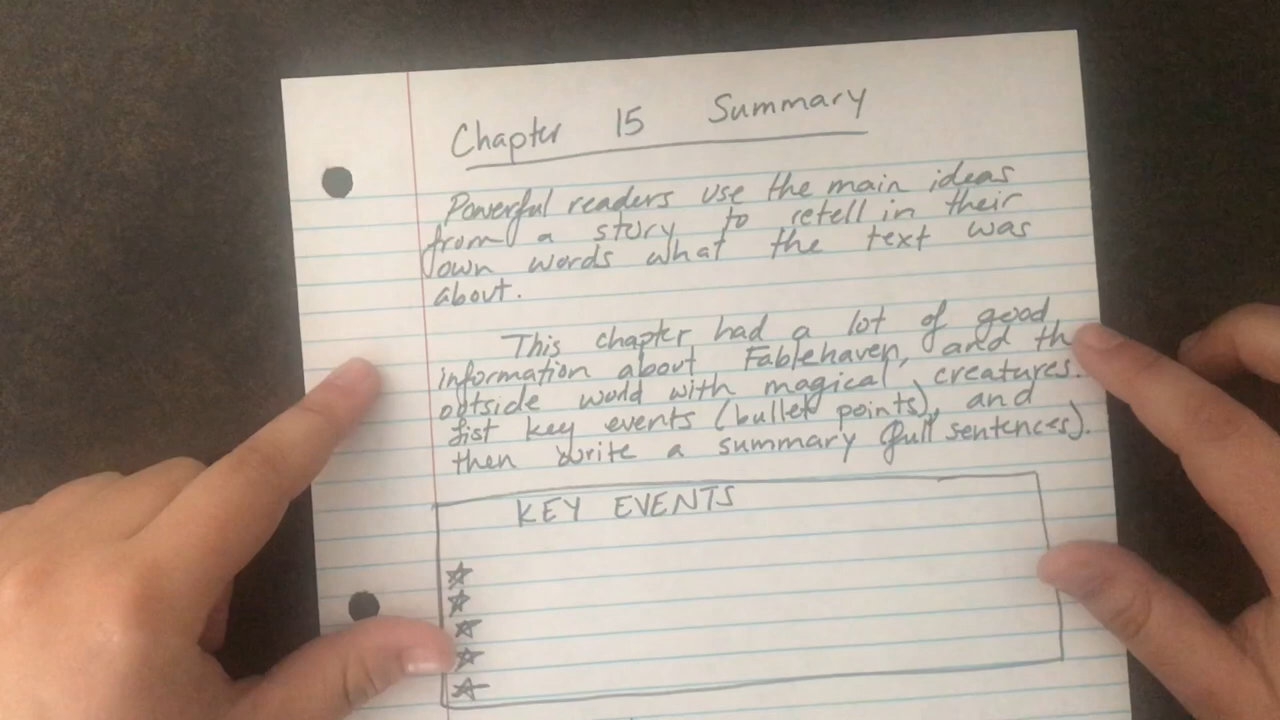 Chapter 15 Summary
Powerful readers use the main ideas
from a story to retell in their
own words what the text was
about.
This chapter had a lot of good
information about Fablehaven, and th
outside world with magical creatures.
List key events (bullet points), and
then write a summary (full sentences).
KEY EVENTS